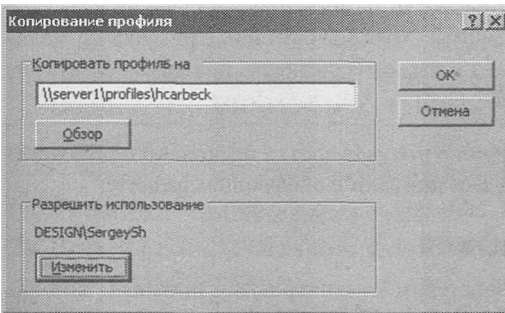 Копирование профиля
Копировать профиль на
\\server1\profiles\hcarbeck
Обзор
OK
Отмена
Разрешить использование
DESIGN\SergeySh
Изменить